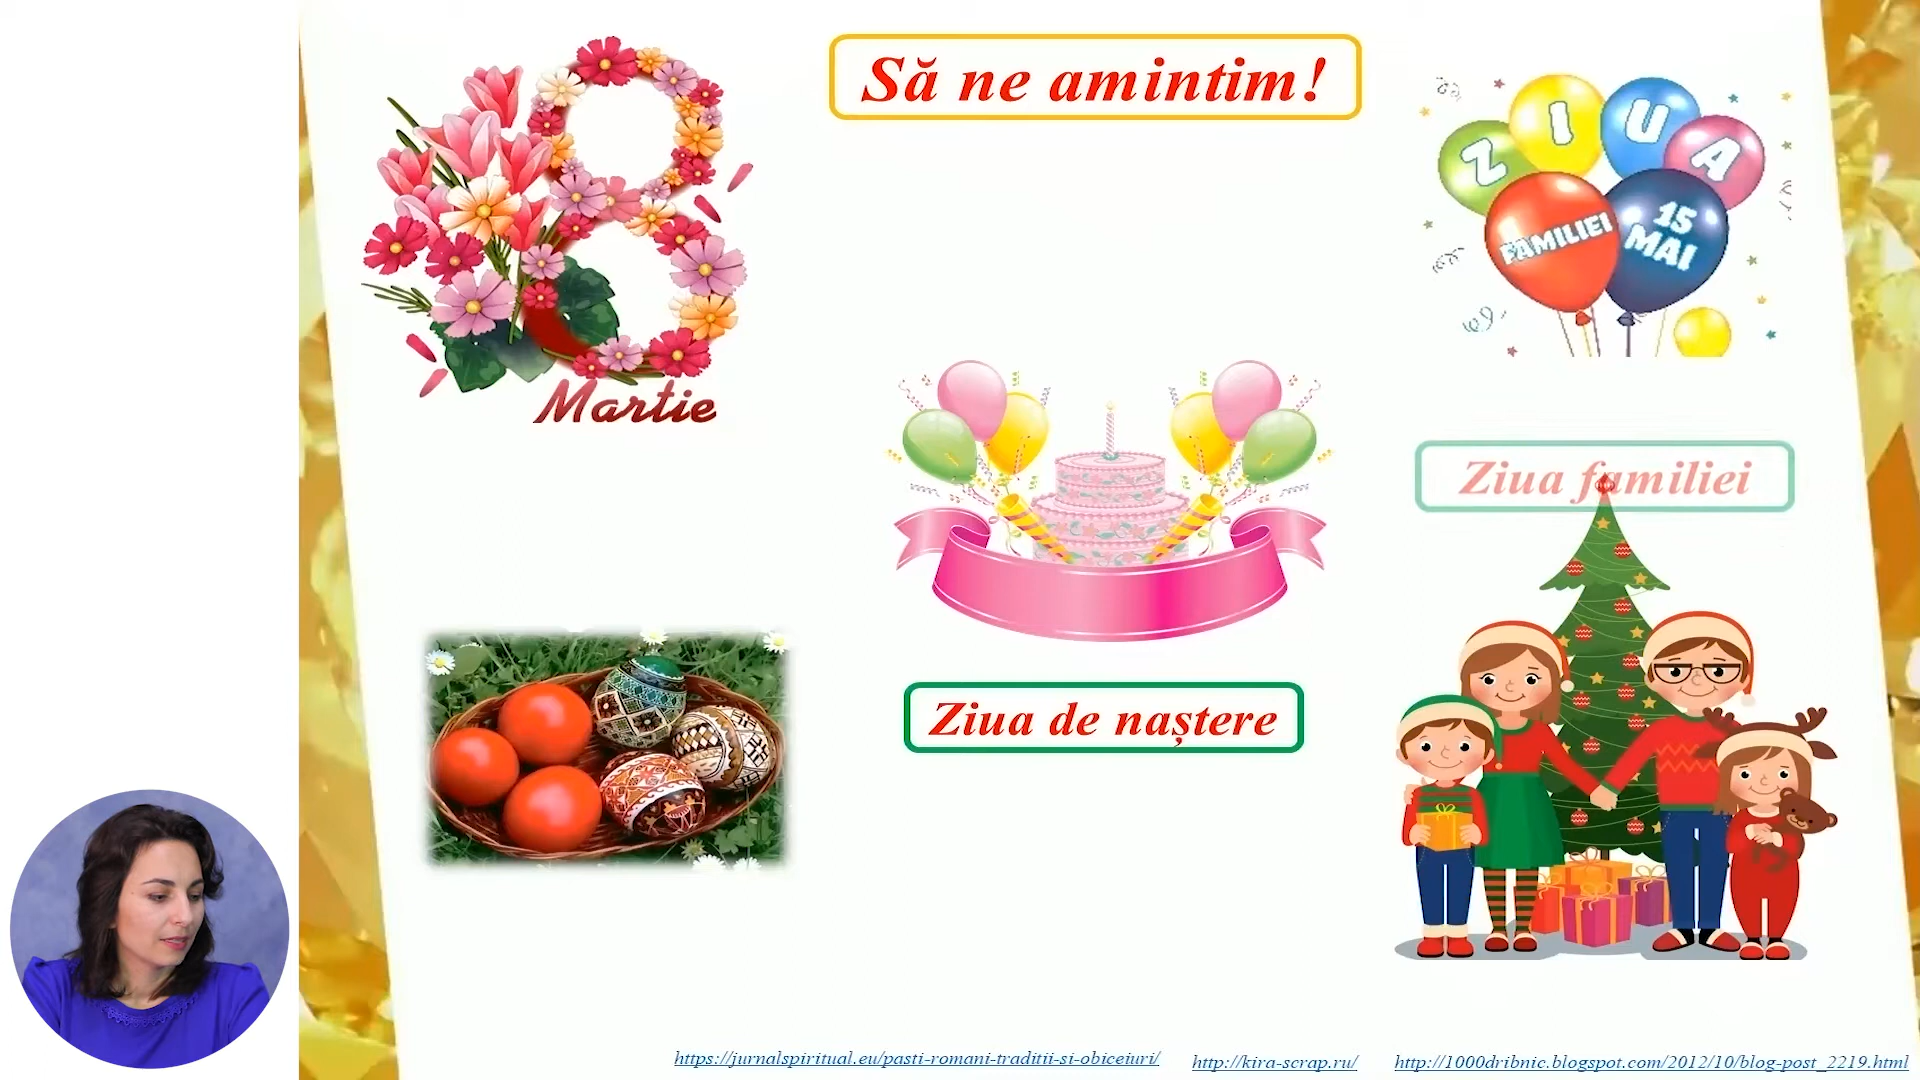 Să ne amintim!
8
Martie
ZIUA
FAMILIEI
15
MAI
Ziua familiei
Ziua de naștere
https://jurnalspiritual.eu/pasti-romani-traditii-si-obiceiuri/
http://kira-scrap.ru/
http://1000dribnic.blogspot.com/2012/10/blog-post_2219.html